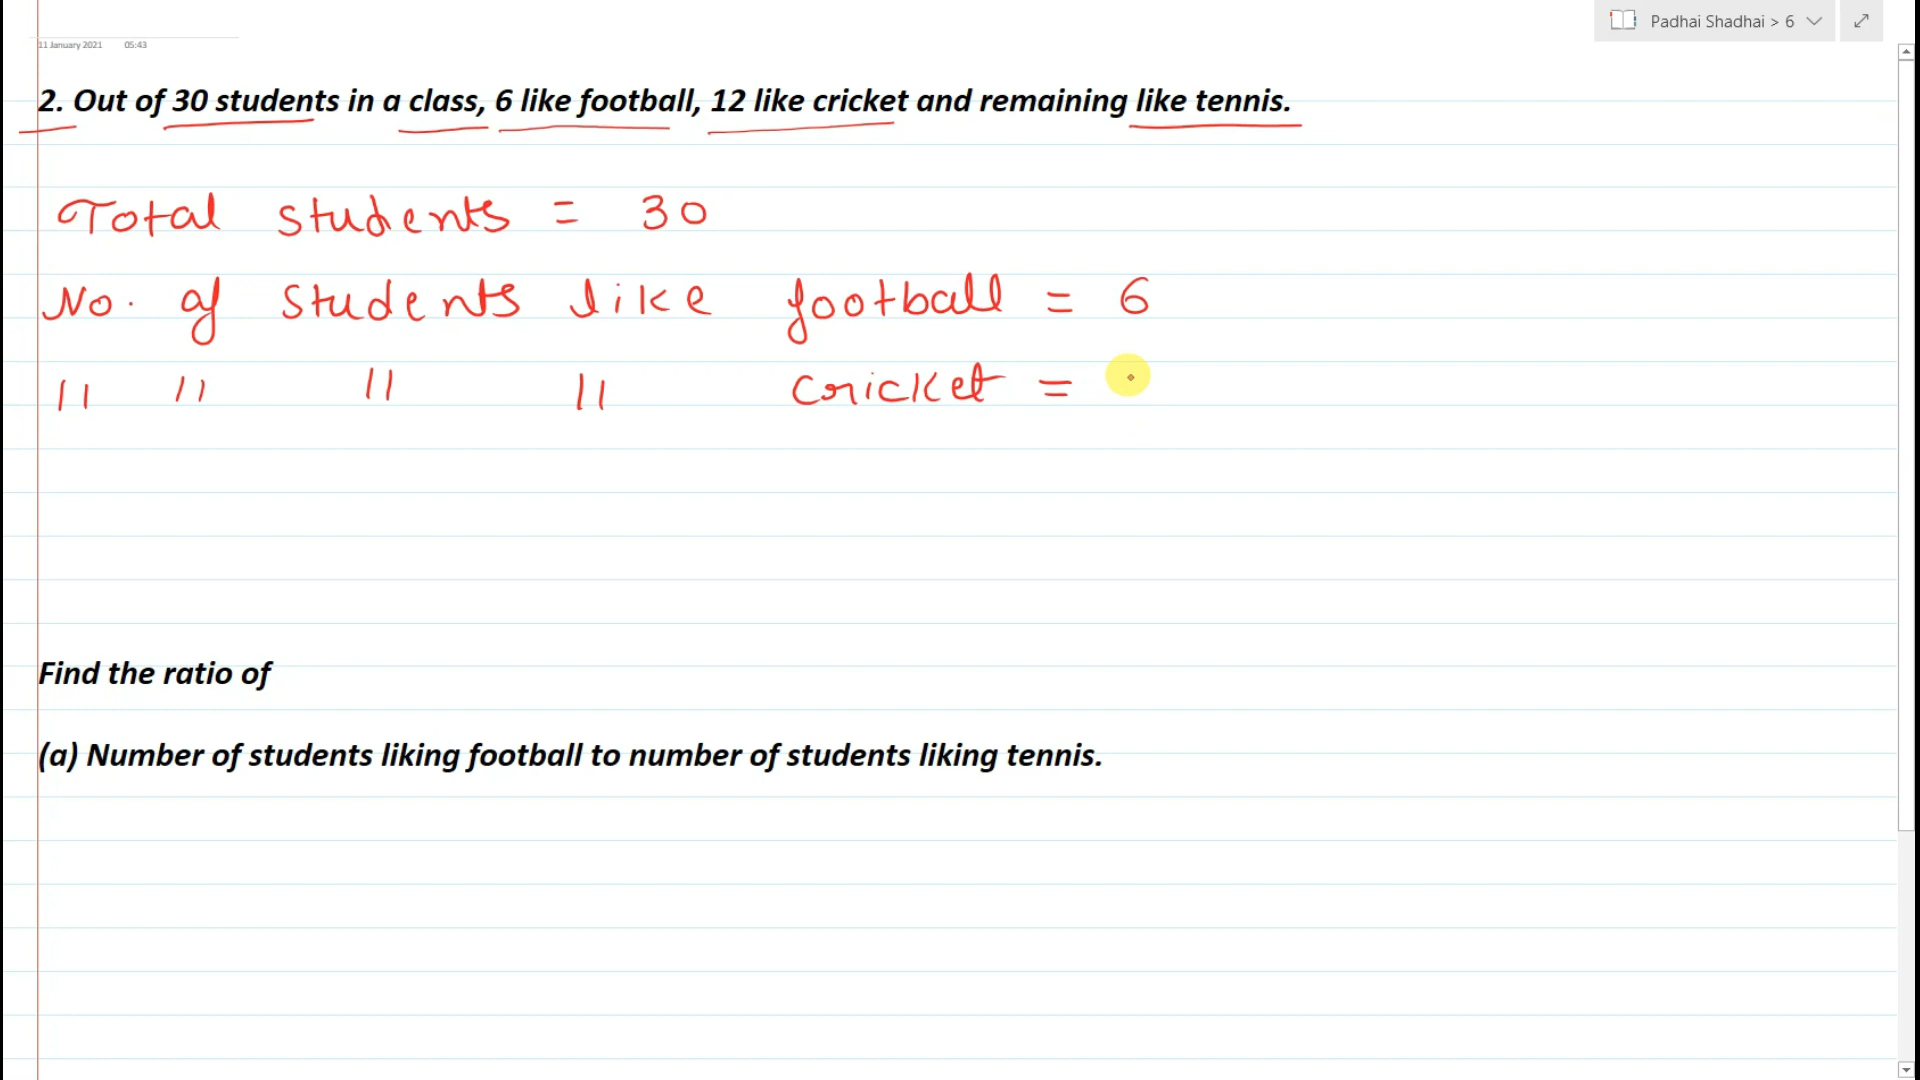 Padhai Shadhai > 6
11 January 2021 05:43
2. Out of 30 students in a class, 6 like football, 12 like cricket and remaining like tennis.
Total students = 30
No. of students like football = 6
" " " " cricket =
Find the ratio of
(a) Number of students liking football to number of students liking tennis.